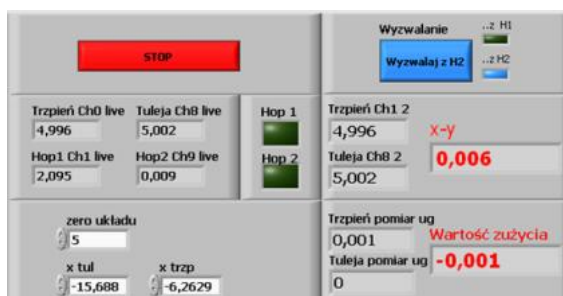 STOP
Wyzwalanie
..z H1
Wyzwalaj z H2
..z H2
Trzpień Ch0 live
Tuleja Ch8 live
4,996
5,002
Hop1 Ch1 live
Hop2 Ch9 live
2,095
0,009
Hop 1
Hop 2
Trzpień Ch1 2
4,996
x-y
Tuleja Ch8 2
0,006
5,002
zero układu
5
x tul
x trzp
-15,688
-6,2629
Trzpień pomiar ug
0,001
Wartość zużycia
Tuleja pomiar ug
-0,001
0